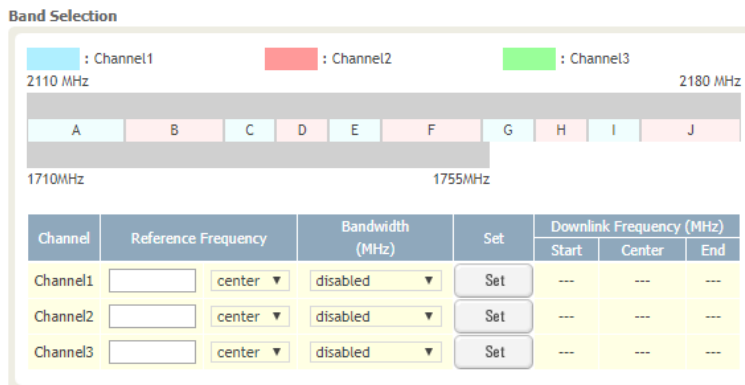 Band Selection
: Channel1 : Channel2 : Channel3
2110 MHz 2180 MHz
A B C D E F G H I J
1710MHz 1755MHz
Channel Reference Frequency Bandwidth (MHz) Set Downlink Frequency (MHz)
Start Center End
Channel1 center ▼ disabled ▼ Set --- --- ---
Channel2 center ▼ disabled ▼ Set --- --- ---
Channel3 center ▼ disabled ▼ Set --- --- ---